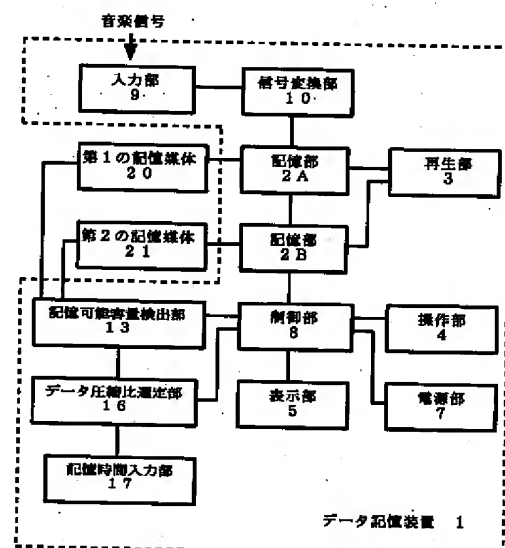 音楽信号
入力部
9
信号変換部
10
第1の記憶媒体
20
記憶部
2A
再生部
3
第2の記憶媒体
21
記憶部
2B
記憶可能容量検出部
13
制御部
8
操作部
4
データ圧縮比選定部
16
表示部
5
電源部
7
記憶時間入力部
17
データ記憶装置 1